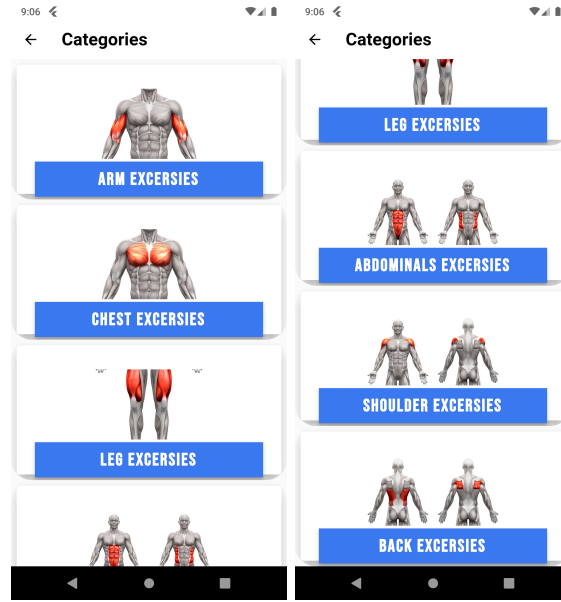 9:06
Categories
ARM EXCERSIES
CHEST EXCERSIES
LEG EXCERSIES
9:06
Categories
LEG EXCERSIES
ABDOMINALS EXCERSIES
SHOULDER EXCERSIES
BACK EXCERSIES